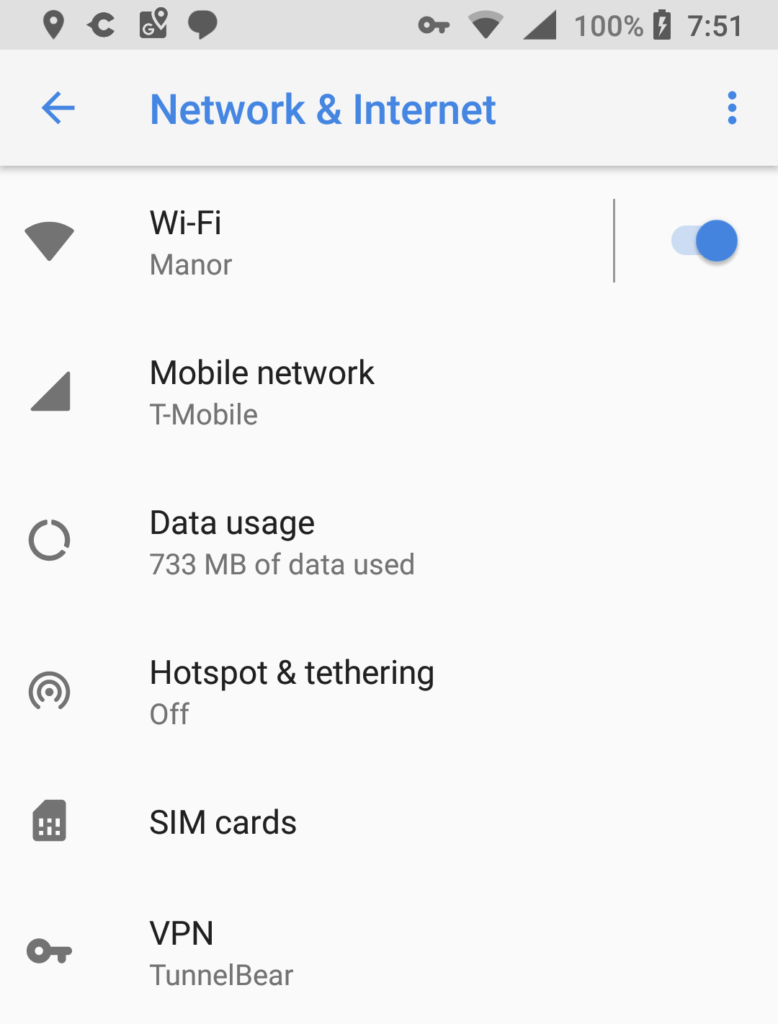 100% 7:51
Network & Internet
Wi-Fi
Manor
Mobile network
T-Mobile
Data usage
733 MB of data used
Hotspot & tethering
Off
SIM cards
VPN
TunnelBear